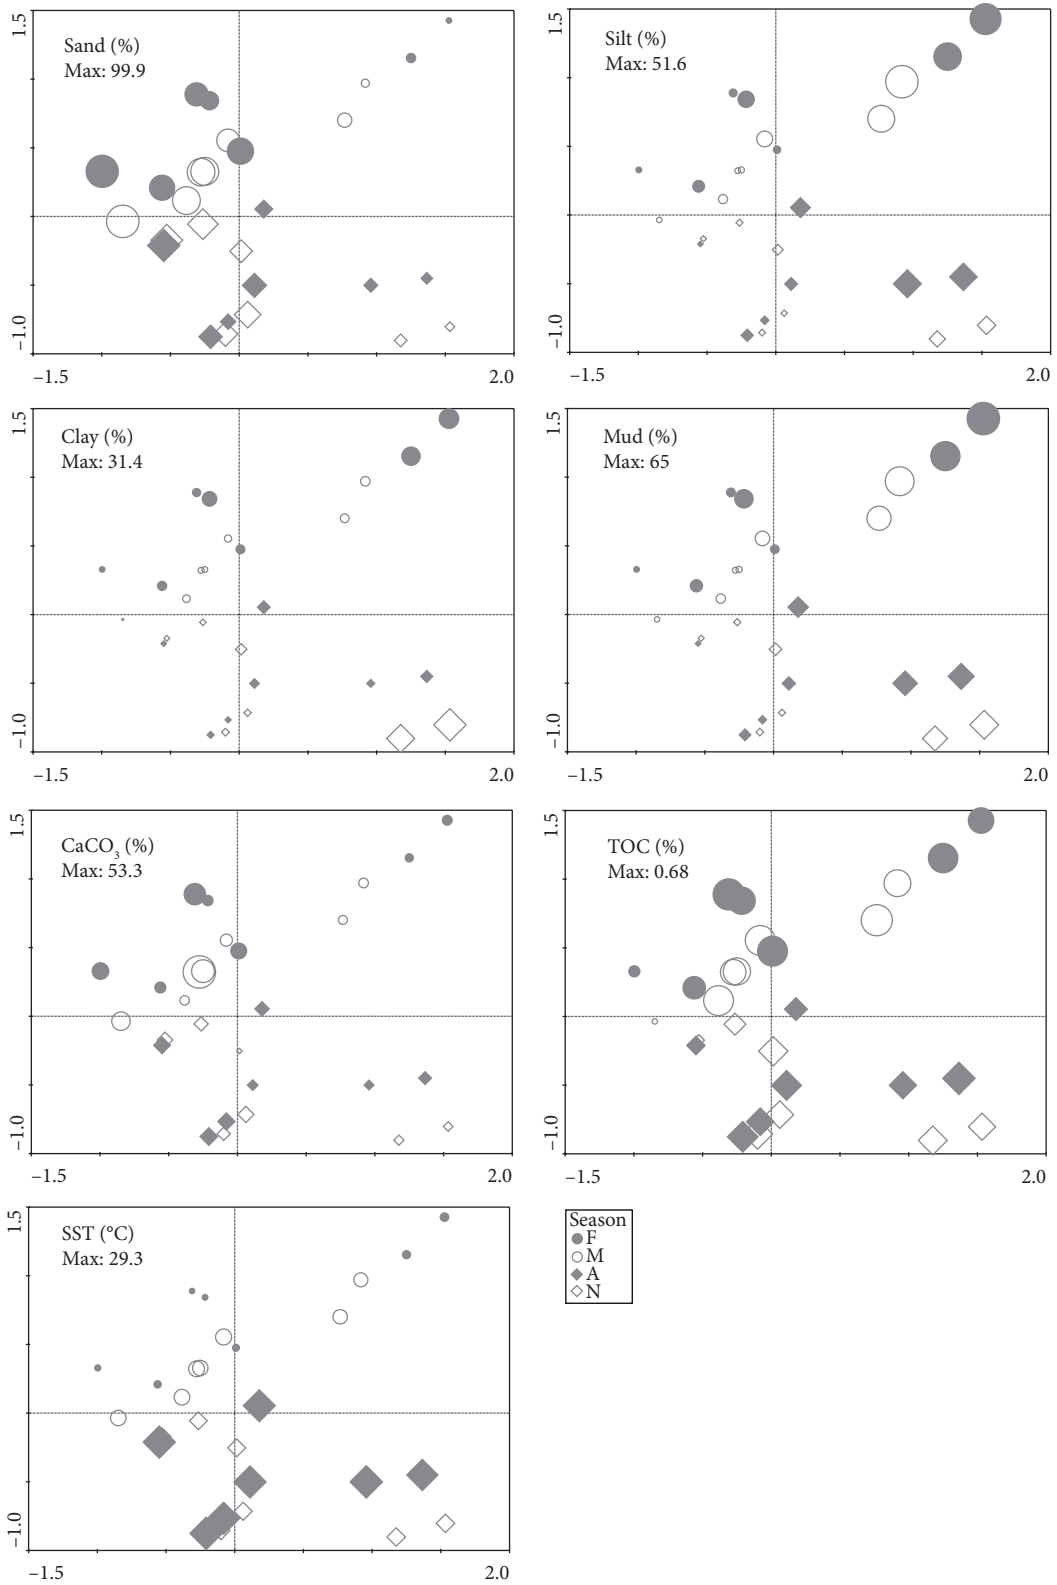 1.5
Sand (%)
Max: 99.9
−1.0
−1.5
2.0
1.5
Silt (%)
Max: 51.6
−1.0
−1.5
2.0
1.5
Clay (%)
Max: 31.4
−1.0
−1.5
2.0
1.5
Mud (%)
Max: 65
−1.0
−1.5
2.0
1.5
CaCO₃ (%)
Max: 53.3
−1.0
−1.5
2.0
1.5
TOC (%)
Max: 0.68
−1.0
−1.5
2.0
1.5
SST (°C)
Max: 29.3
−1.0
−1.5
2.0
Season
F
M
A
N